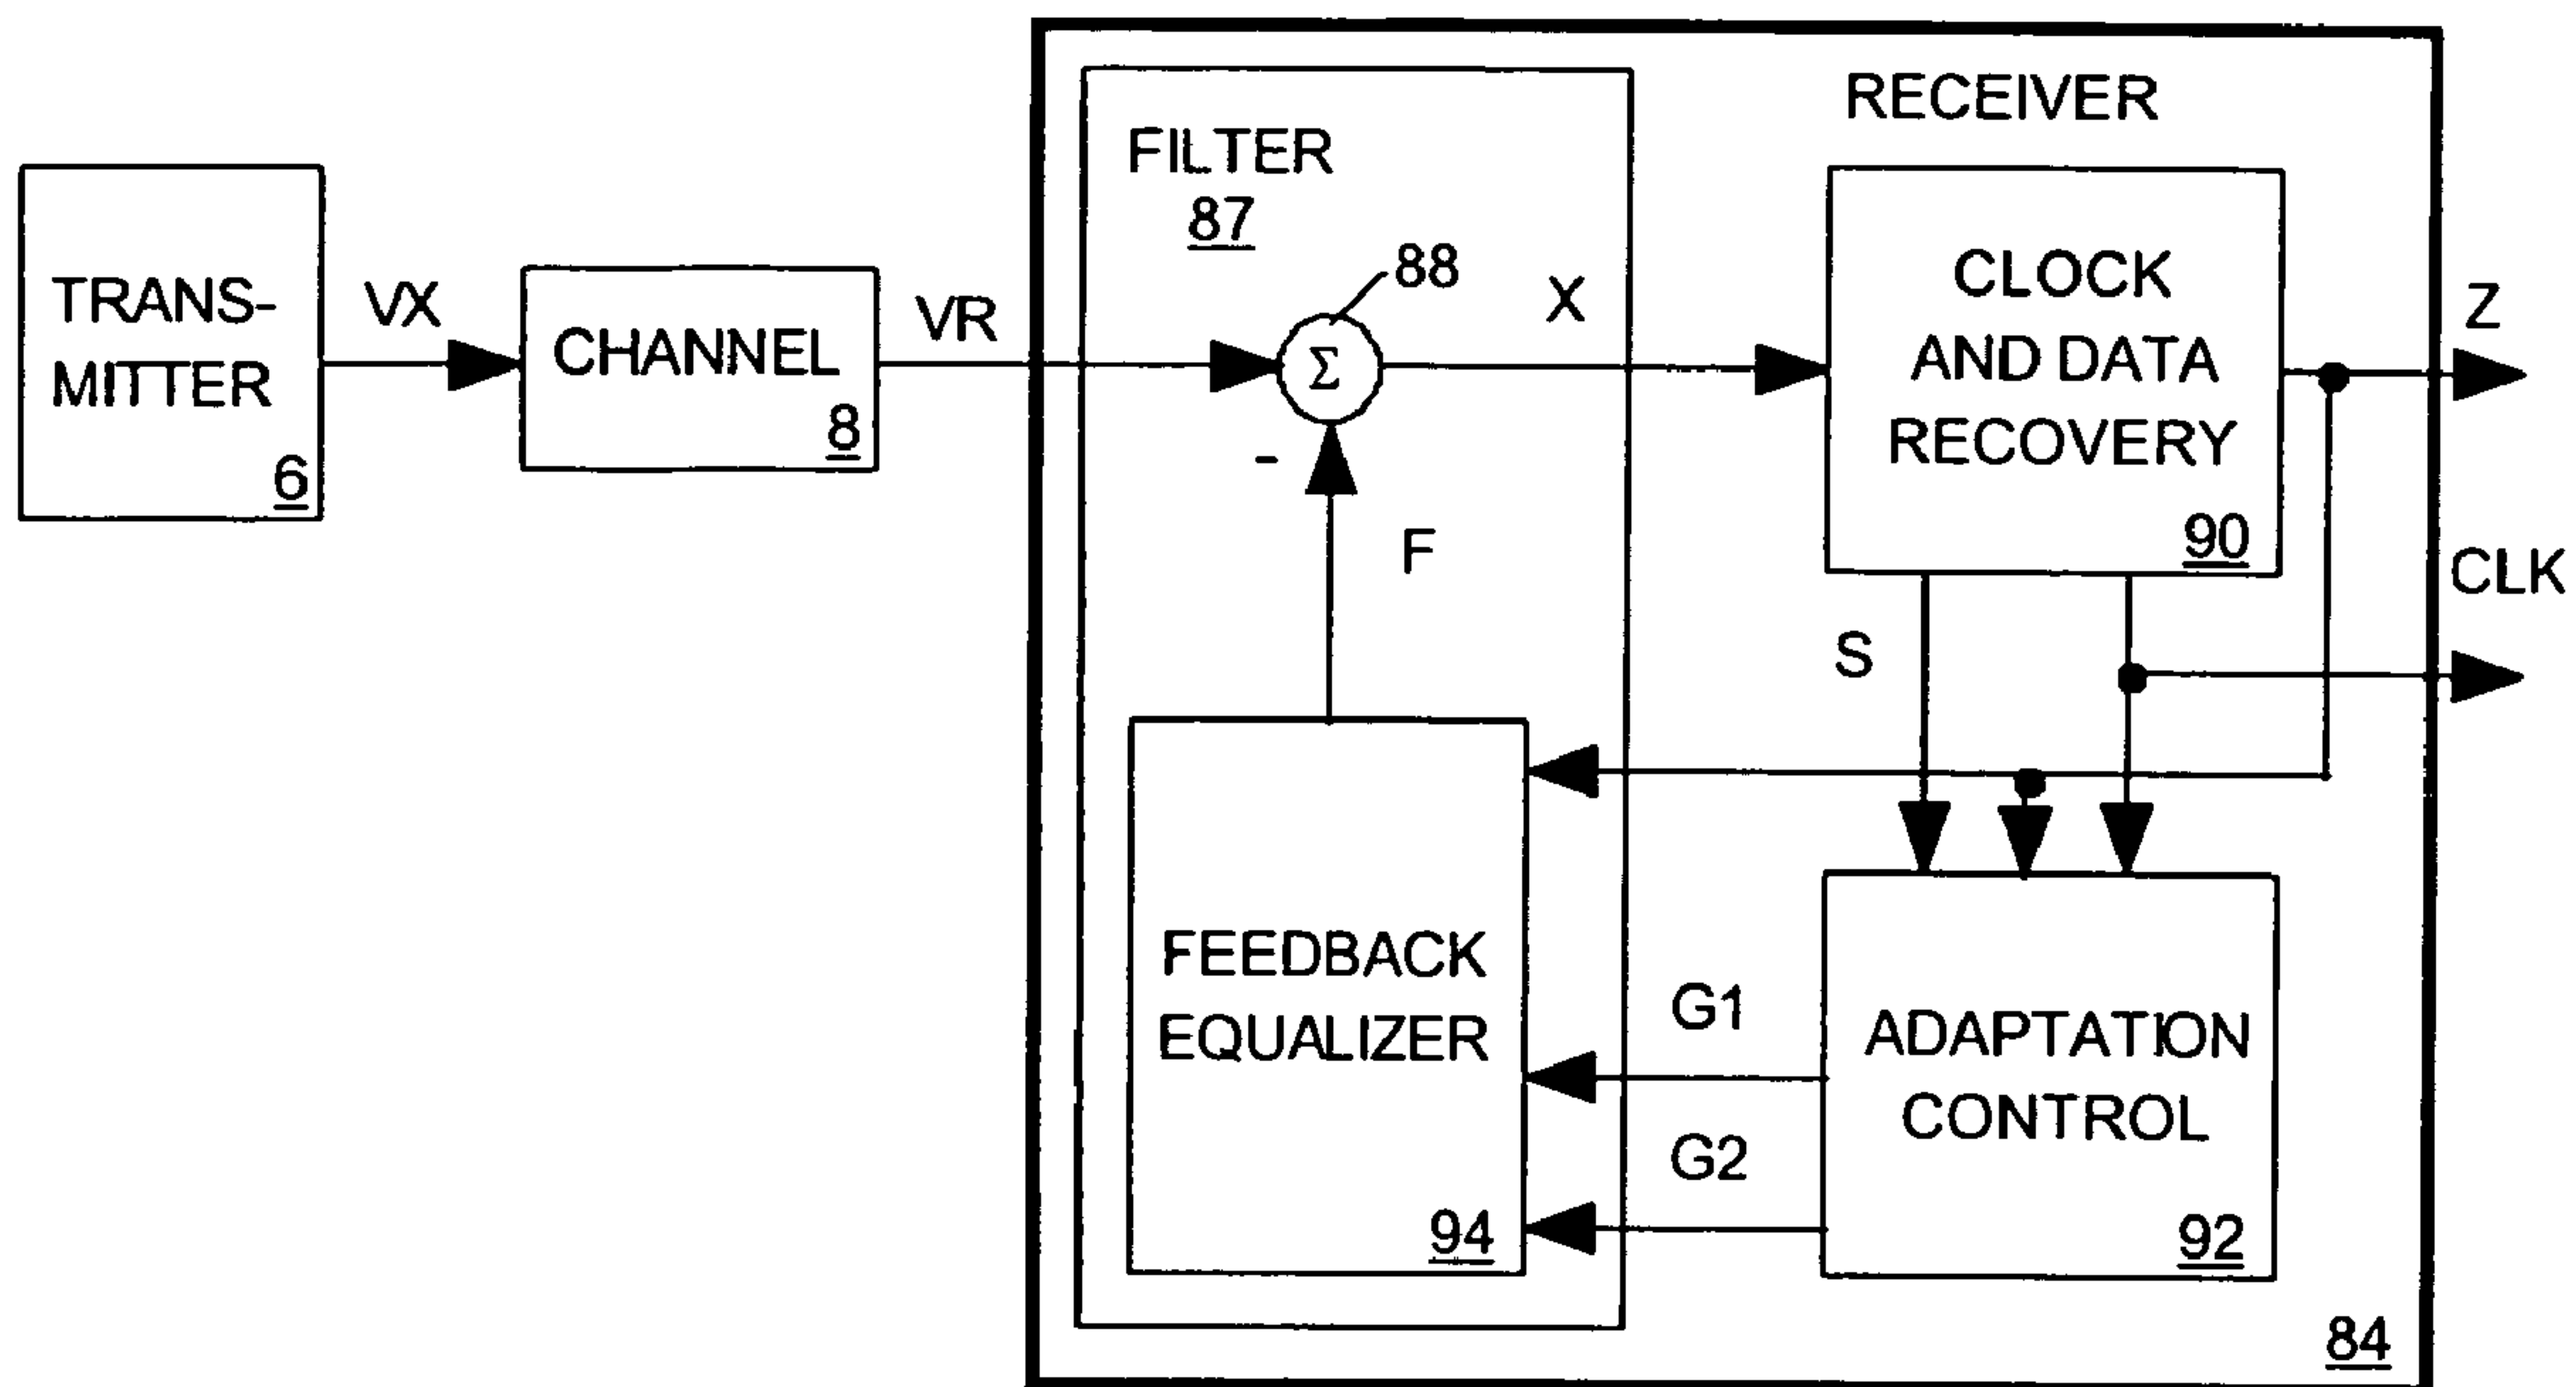 RECEIVER
FILTER
87
88
TRANS-
MITTER
6
VX
CHANNEL
8
VR
Σ
-
X
CLOCK
AND DATA
RECOVERY
90
Z
F
S
CLK
FEEDBACK
EQUALIZER
94
G1
G2
ADAPTATION
CONTROL
92
84